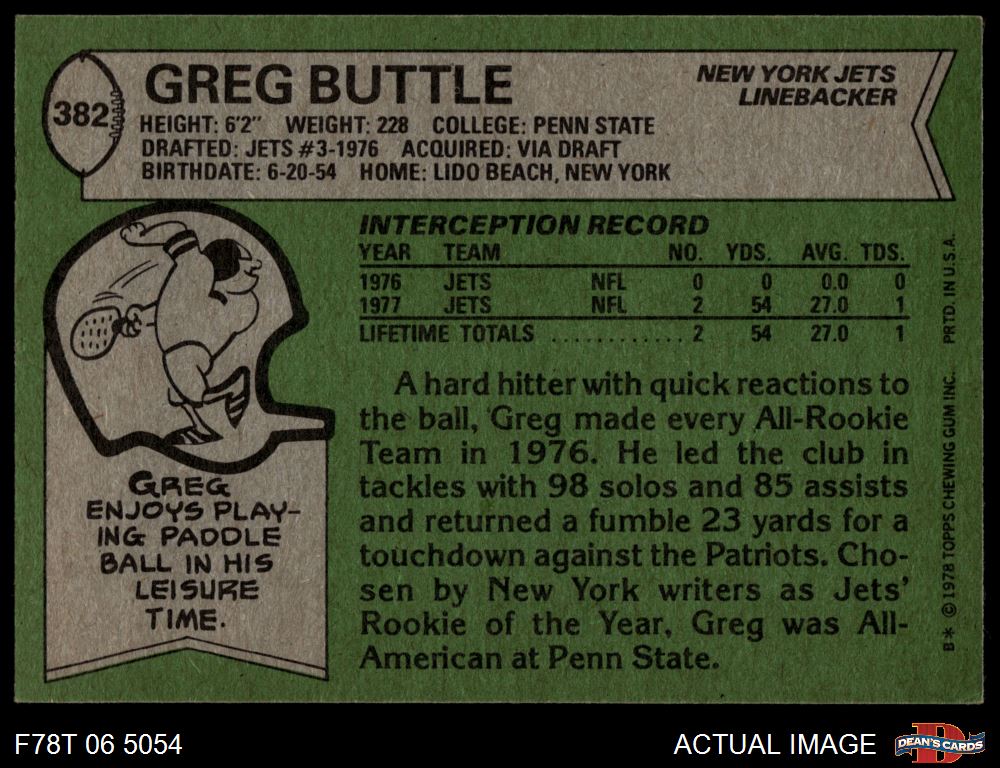 382
GREG BUTTLE
NEW YORK JETS
LINEBACKER
HEIGHT: 6'2" WEIGHT: 228 COLLEGE: PENN STATE
DRAFTED: JETS #3-1976 ACQUIRED: VIA DRAFT
BIRTHDATE: 6-20-54 HOME: LIDO BEACH, NEW YORK
INTERCEPTION RECORD
YEAR TEAM NO. YDS. AVG. TDS.
1976 JETS NFL 0 0 0.0 0
1977 JETS NFL 2 54 27.0 1
LIFETIME TOTALS ............ 2 54 27.0 1
A hard hitter with quick reactions to
the ball, Greg made every All-Rookie
Team in 1976. He led the club in
tackles with 98 solos and 85 assists
and returned a fumble 23 yards for a
touchdown against the Patriots. Cho-
sen by New York writers as Jets'
Rookie of the Year, Greg was All-
American at Penn State.
GREG
ENJOYS PLAY-
ING PADDLE
BALL IN HIS
LEISURE
TIME.
B* © 1978 TOPPS CHEWING GUM INC. PRTD. IN U.S.A.
F78T 06 5054
ACTUAL IMAGE
D
DEAN'S CARDS